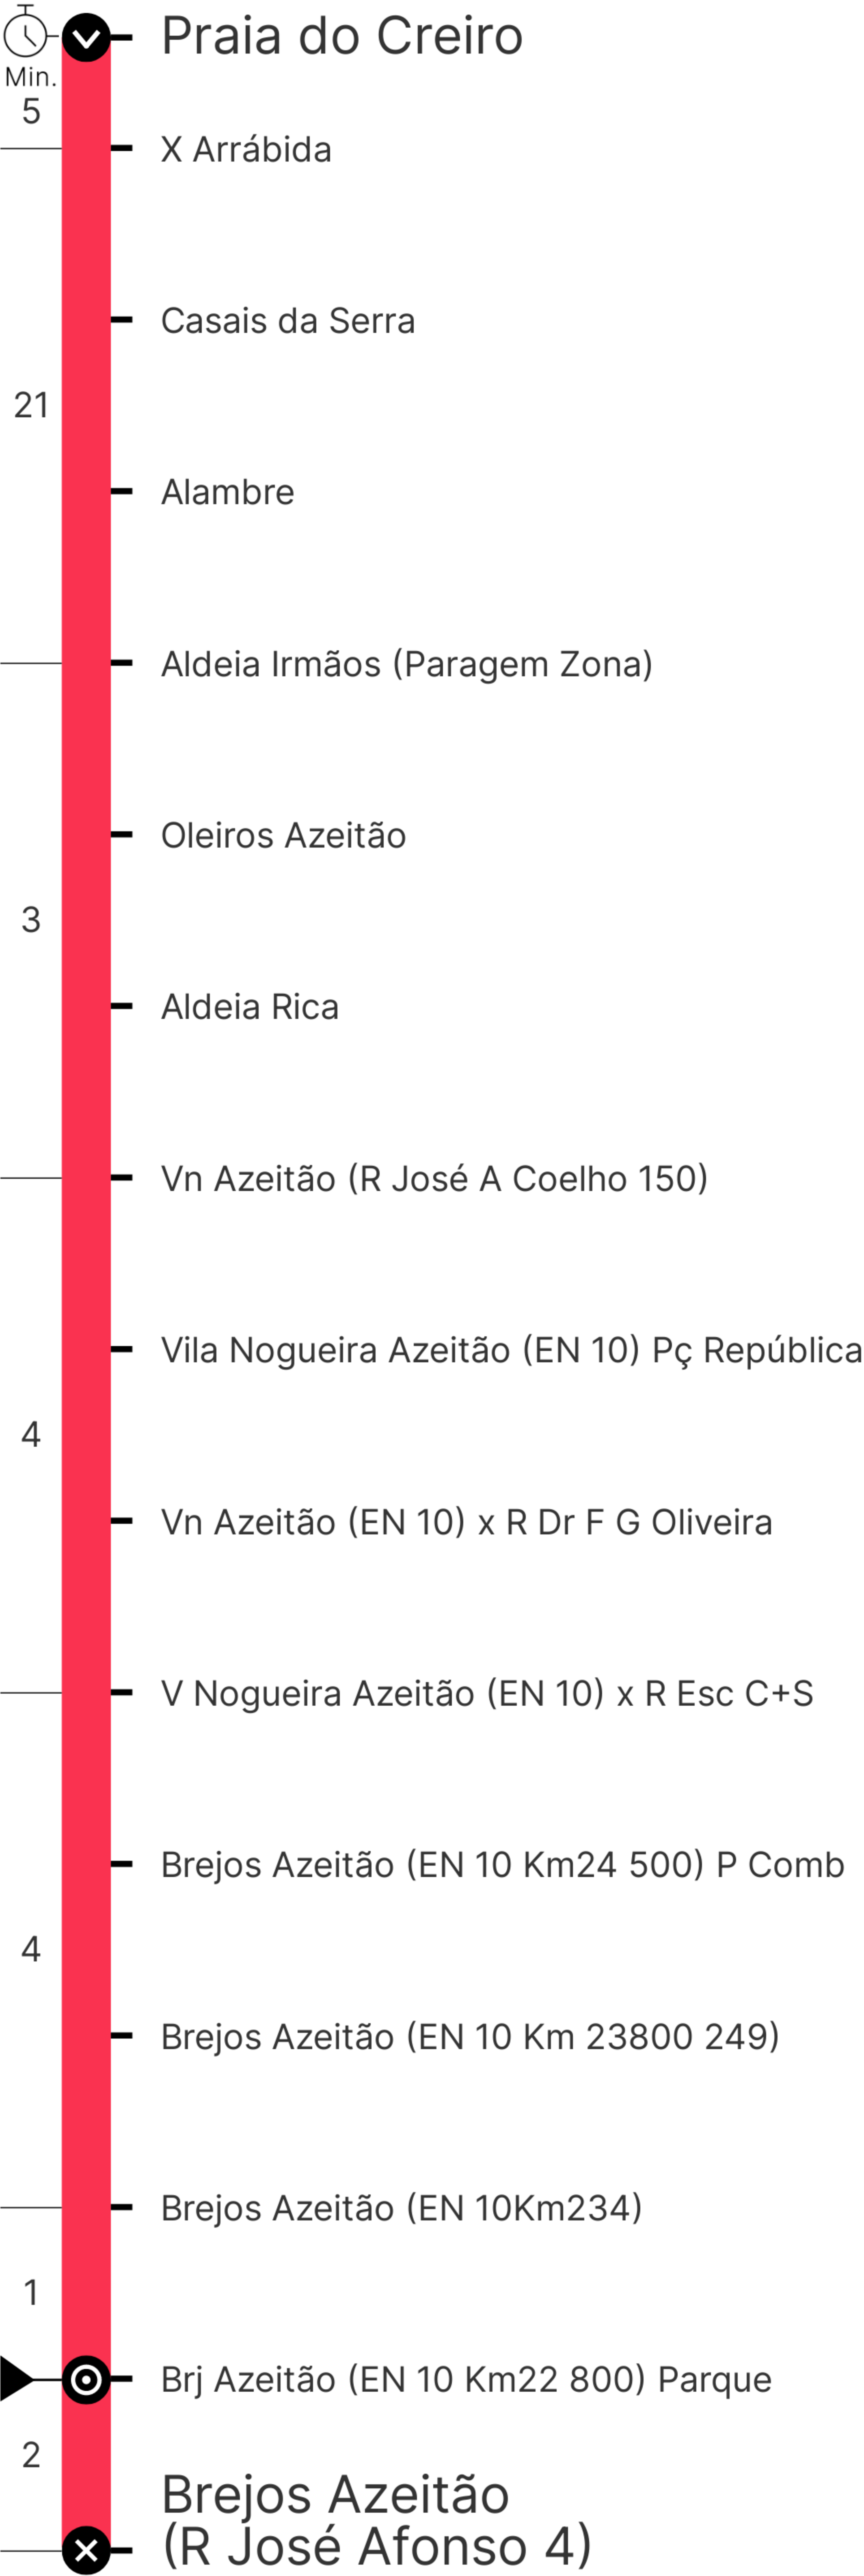 Praia do Creiro
Min.
5
X Arrábida
Casais da Serra
21
Alambre
Aldeia Irmãos (Paragem Zona)
Oleiros Azeitão
3
Aldeia Rica
Vn Azeitão (R José A Coelho 150)
Vila Nogueira Azeitão (EN 10) Pç República
4
Vn Azeitão (EN 10) x R Dr F G Oliveira
V Nogueira Azeitão (EN 10) x R Esc C+S
Brejos Azeitão (EN 10 Km24 500) P Comb
4
Brejos Azeitão (EN 10 Km 23800 249)
Brejos Azeitão (EN 10Km234)
1
Brj Azeitão (EN 10 Km22 800) Parque
2
Brejos Azeitão
(R José Afonso 4)